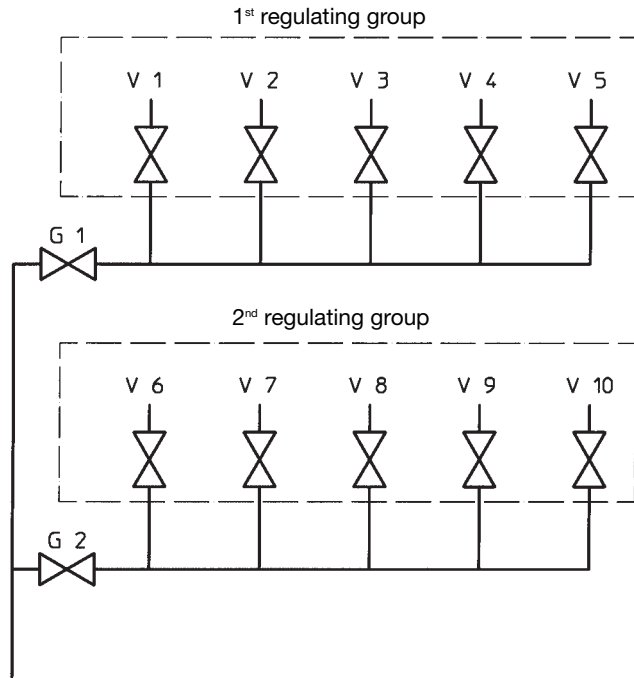 1st regulating group
V 1 V 2 V 3 V 4 V 5
G 1
2nd regulating group
V 6 V 7 V 8 V 9 V 10
G 2